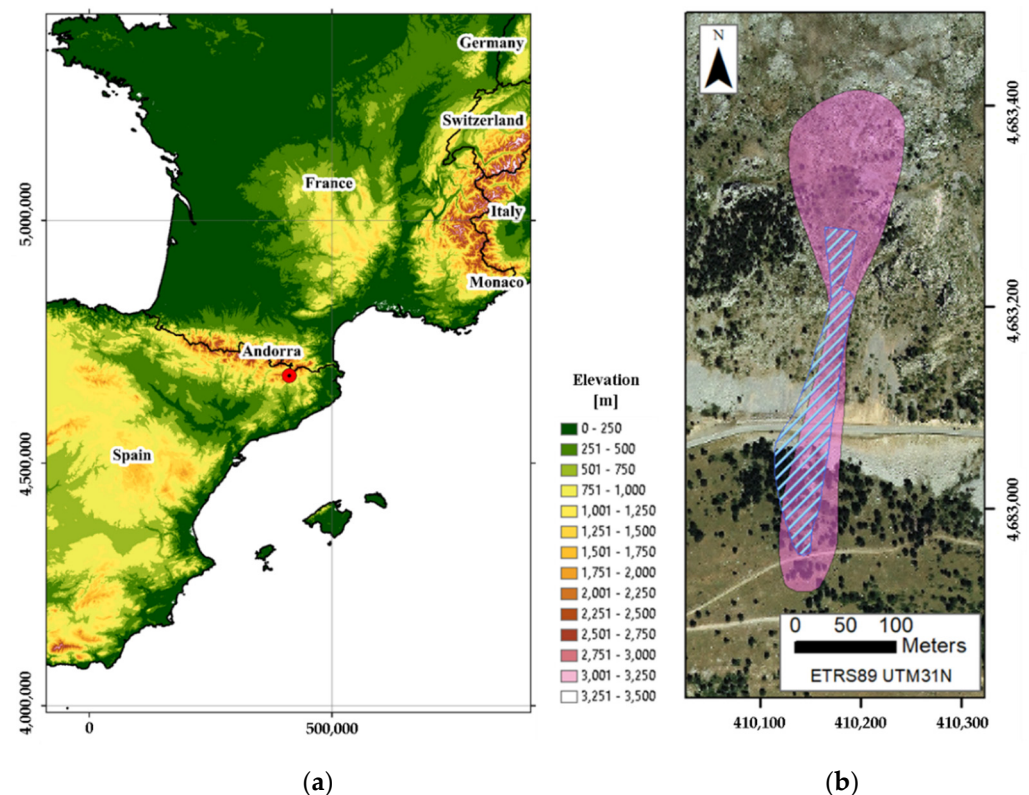 Germany
Switzerland
France
Italy
Monaco
Andorra
Spain
5,000,000
4,500,000
4,000,000
0
500,000
Elevation
[m]
0 - 250
251 - 500
501 - 750
751 - 1,000
1,001 - 1,250
1,251 - 1,500
1,501 - 1,750
1,751 - 2,000
2,001 - 2,250
2,251 - 2,500
2,501 - 2,750
2,751 - 3,000
3,001 - 3,250
3,251 - 3,500
(a)
N
4,683,400
4,683,200
4,683,000
0 50 100
Meters
ETRS89 UTM31N
410,100
410,200
410,300
(b)